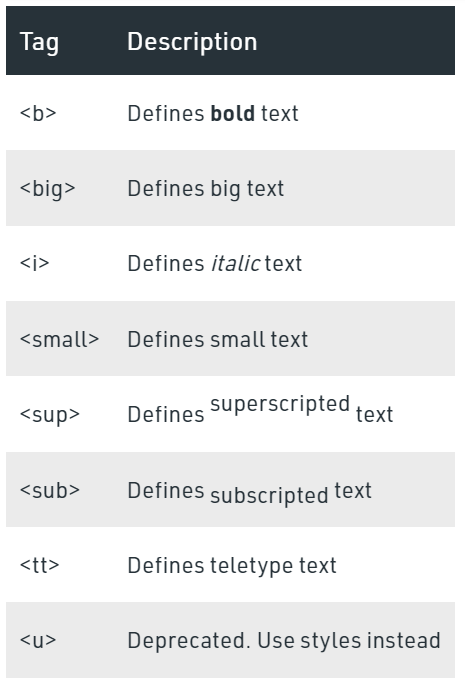 Tag Description
<b> Defines bold text
<big> Defines big text
<i> Defines italic text
<small> Defines small text
<sup> Defines superscripted text
<sub> Defines subscripted text
<tt> Defines teletype text
<u> Deprecated. Use styles instead